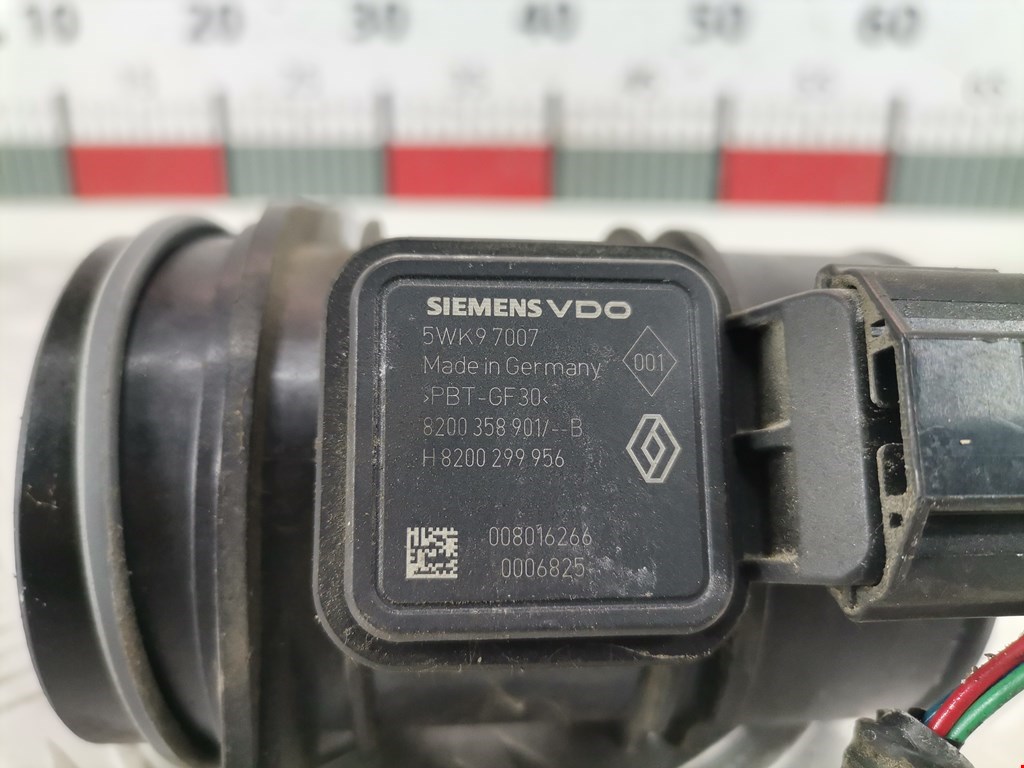 10 20 30 40 50 60
SIEMENS VDO
5WK9 7007
Made in Germany
001
>PBT-GF30<
8200 358 901/--B
H 8200 299 956
008016266
0006825-